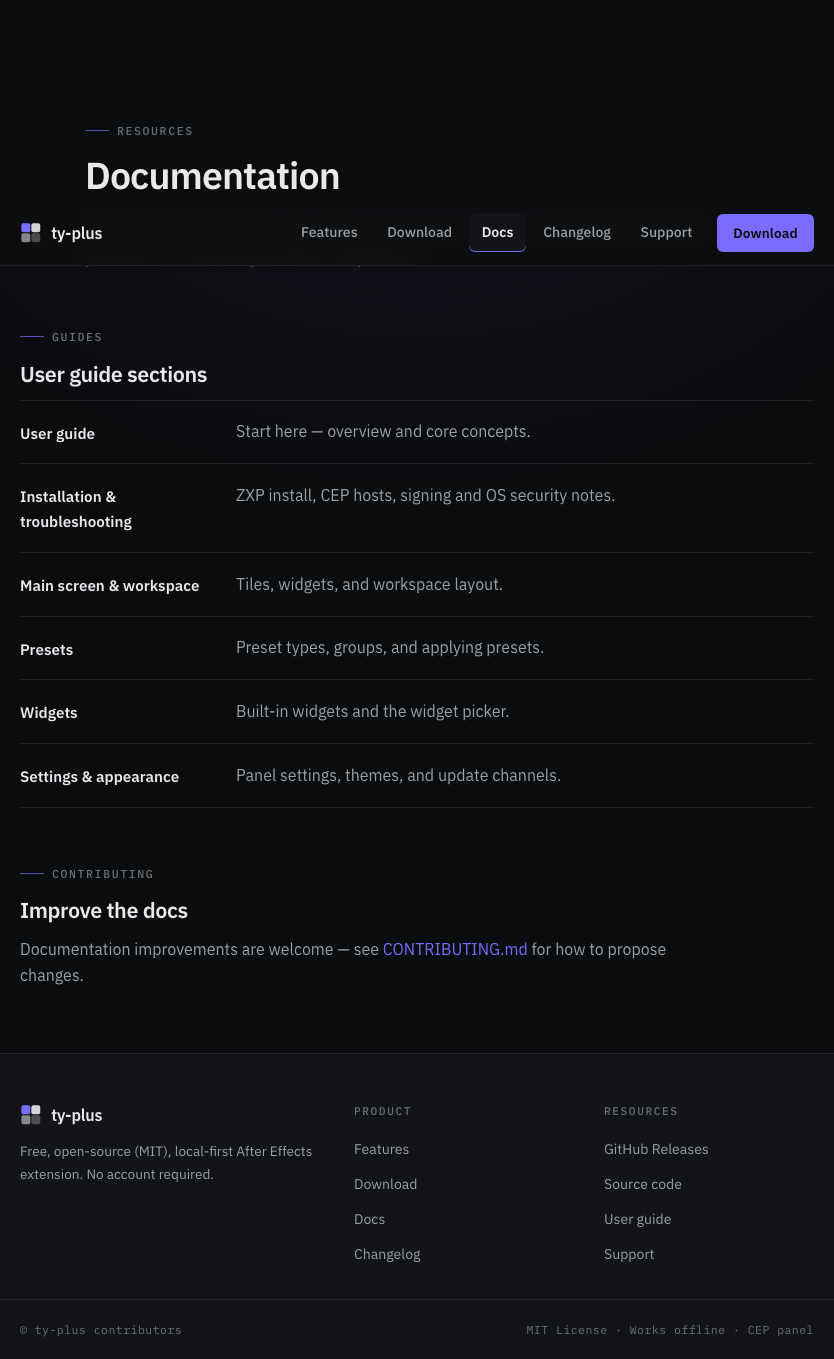 RESOURCES
Documentation
ty-plus
Features
Download
Docs
Changelog
Support
Download
GUIDES
User guide sections
User guide
Start here — overview and core concepts.
Installation &
troubleshooting
ZXP install, CEP hosts, signing and OS security notes.
Main screen & workspace
Tiles, widgets, and workspace layout.
Presets
Preset types, groups, and applying presets.
Widgets
Built-in widgets and the widget picker.
Settings & appearance
Panel settings, themes, and update channels.
CONTRIBUTING
Improve the docs
Documentation improvements are welcome — see CONTRIBUTING.md for how to propose
changes.
ty-plus
Free, open-source (MIT), local-first After Effects
extension. No account required.
PRODUCT
Features
Download
Docs
Changelog
RESOURCES
GitHub Releases
Source code
User guide
Support
© ty-plus contributors
MIT License · Works offline · CEP panel